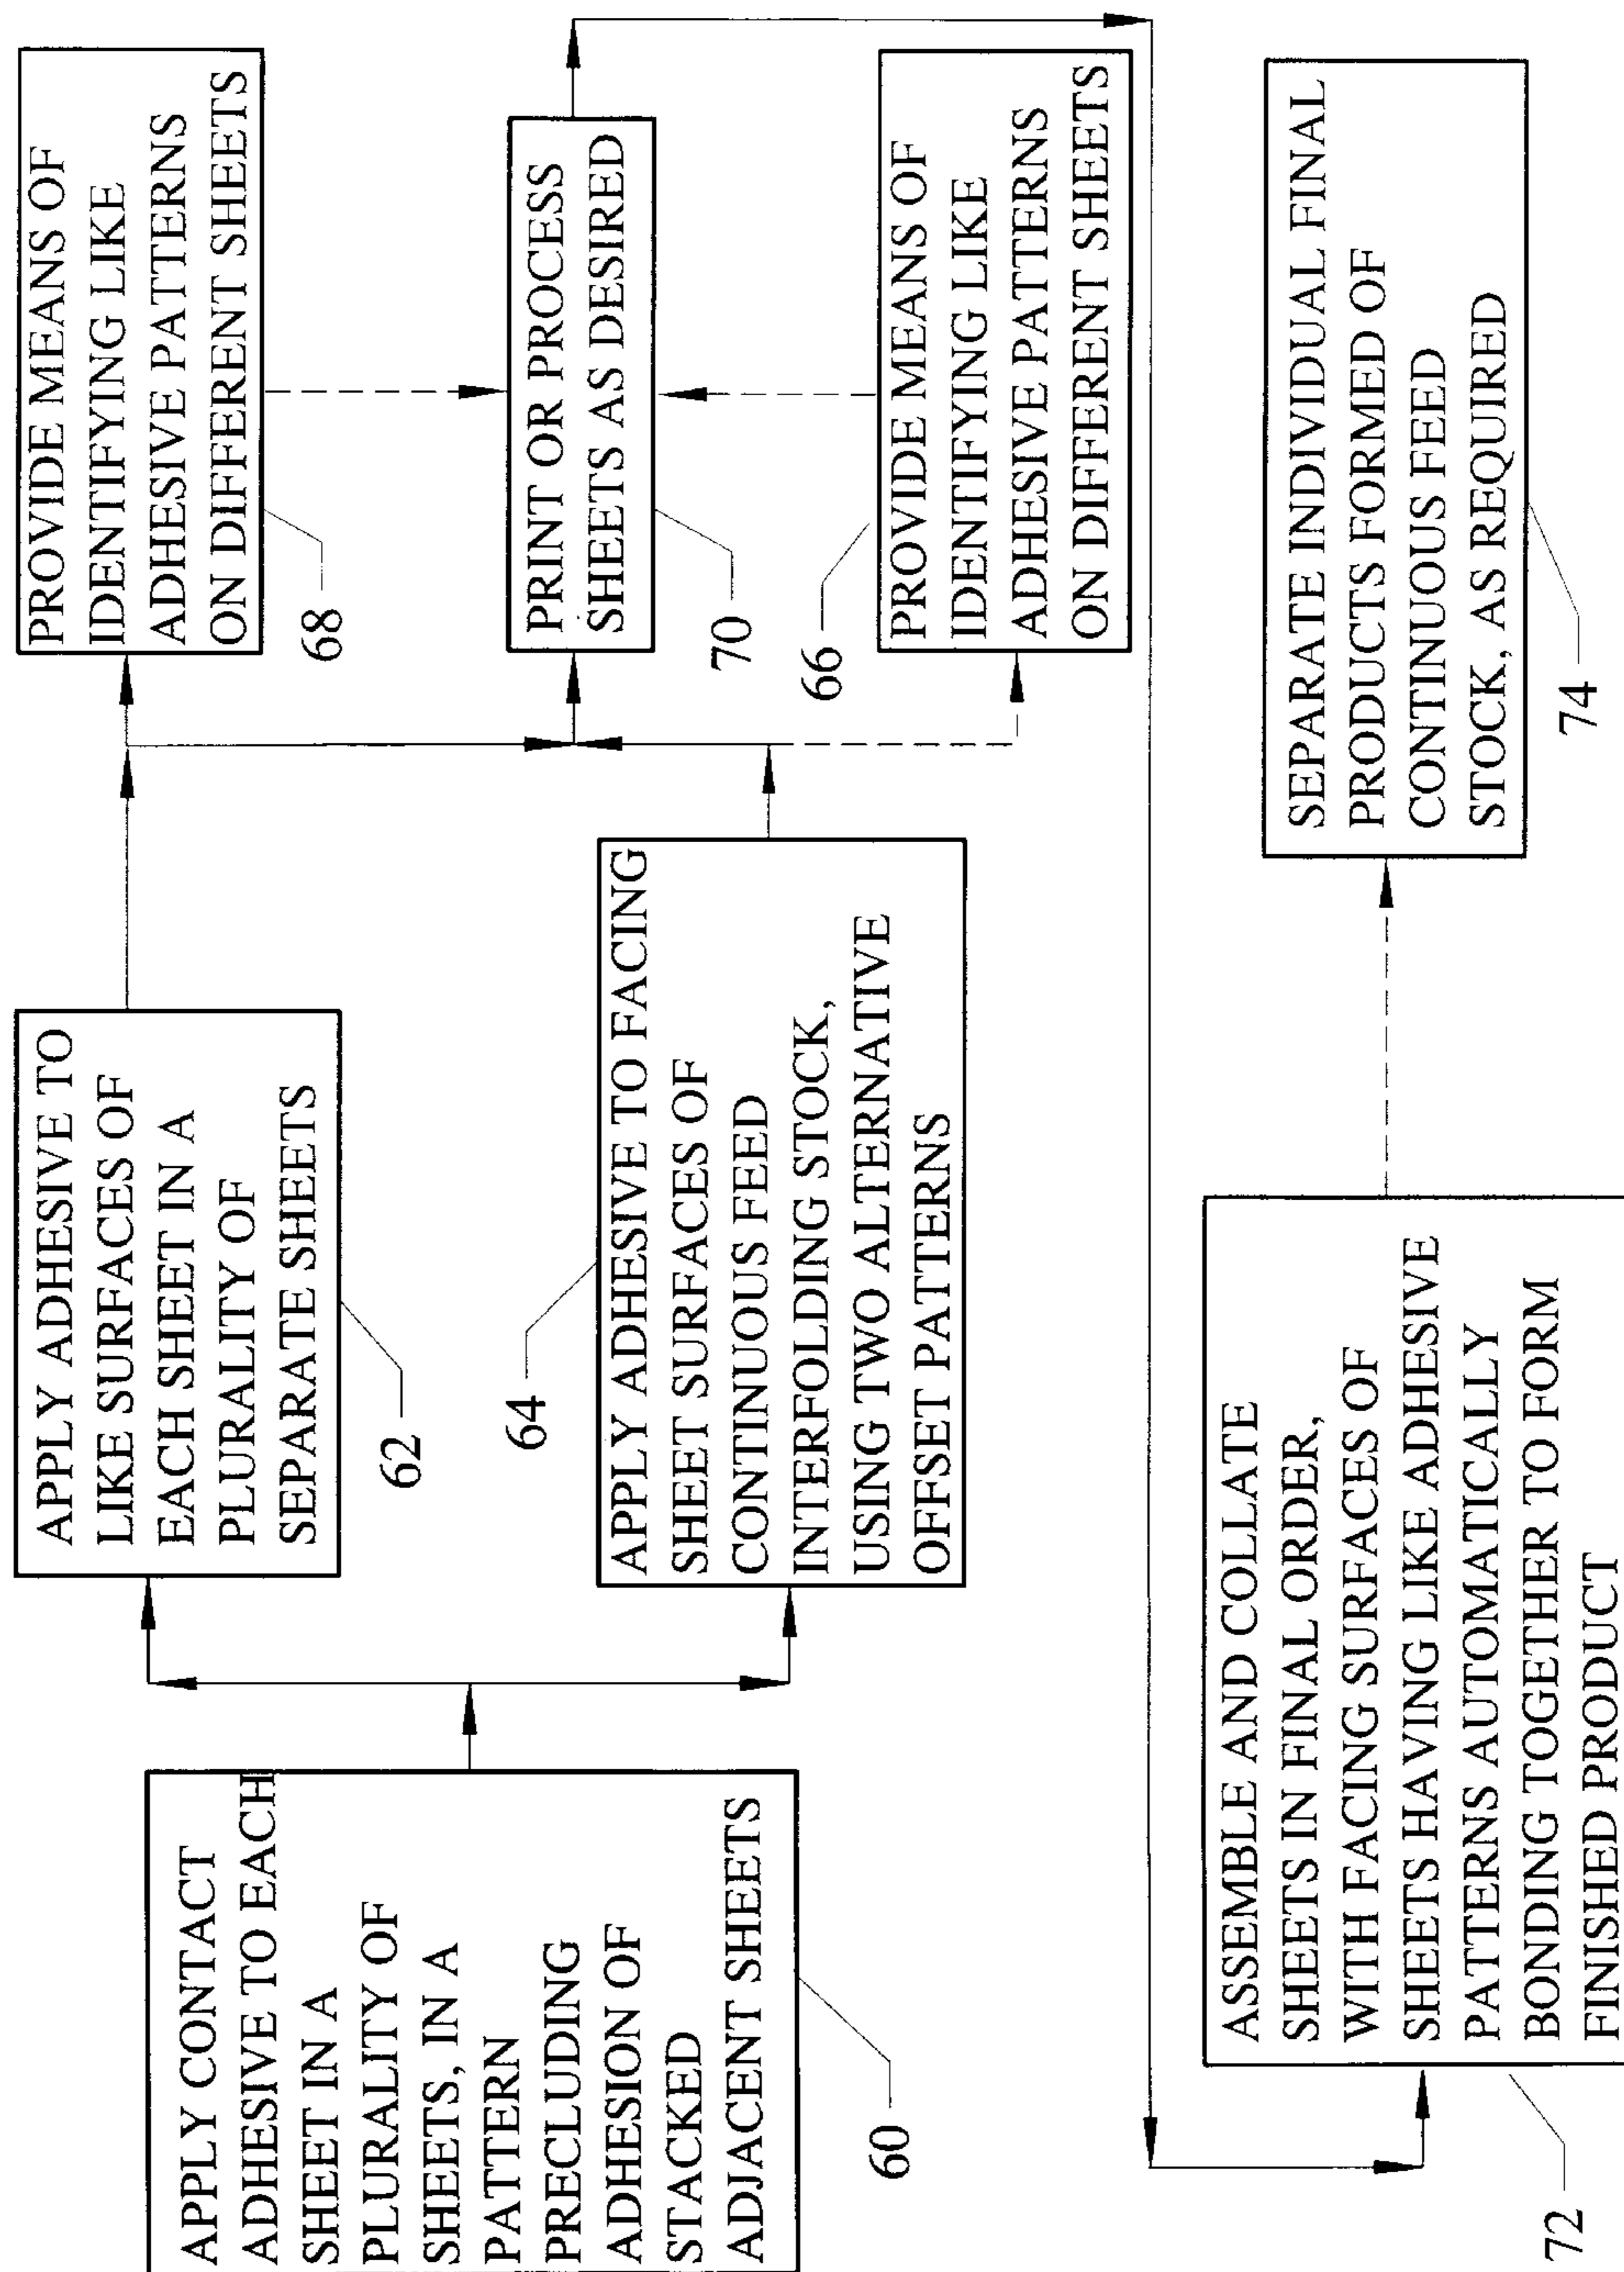 APPLY CONTACT
ADHESIVE TO EACH
SHEET IN A
PLURALITY OF
SHEETS, IN A
PATTERN
PRECLUDING
ADHESION OF
STACKED
ADJACENT SHEETS
60
APPLY ADHESIVE TO
LIKE SURFACES OF
EACH SHEET IN A
PLURALITY OF
SEPARATE SHEETS
62
APPLY ADHESIVE TO FACING
SHEET SURFACES OF
CONTINUOUS FEED
INTERFOLDING STOCK,
USING TWO ALTERNATIVE
OFFSET PATTERNS
64
PROVIDE MEANS OF
IDENTIFYING LIKE
ADHESIVE PATTERNS
ON DIFFERENT SHEETS
68
PRINT OR PROCESS
SHEETS AS DESIRED
70
66
PROVIDE MEANS OF
IDENTIFYING LIKE
ADHESIVE PATTERNS
ON DIFFERENT SHEETS
ASSEMBLE AND COLLATE
SHEETS IN FINAL ORDER,
WITH FACING SURFACES OF
SHEETS HAVING LIKE ADHESIVE
PATTERNS AUTOMATICALLY
BONDING TOGETHER TO FORM
FINISHED PRODUCT
72
SEPARATE INDIVIDUAL FINAL
PRODUCTS FORMED OF
CONTINUOUS FEED
STOCK, AS REQUIRED
74